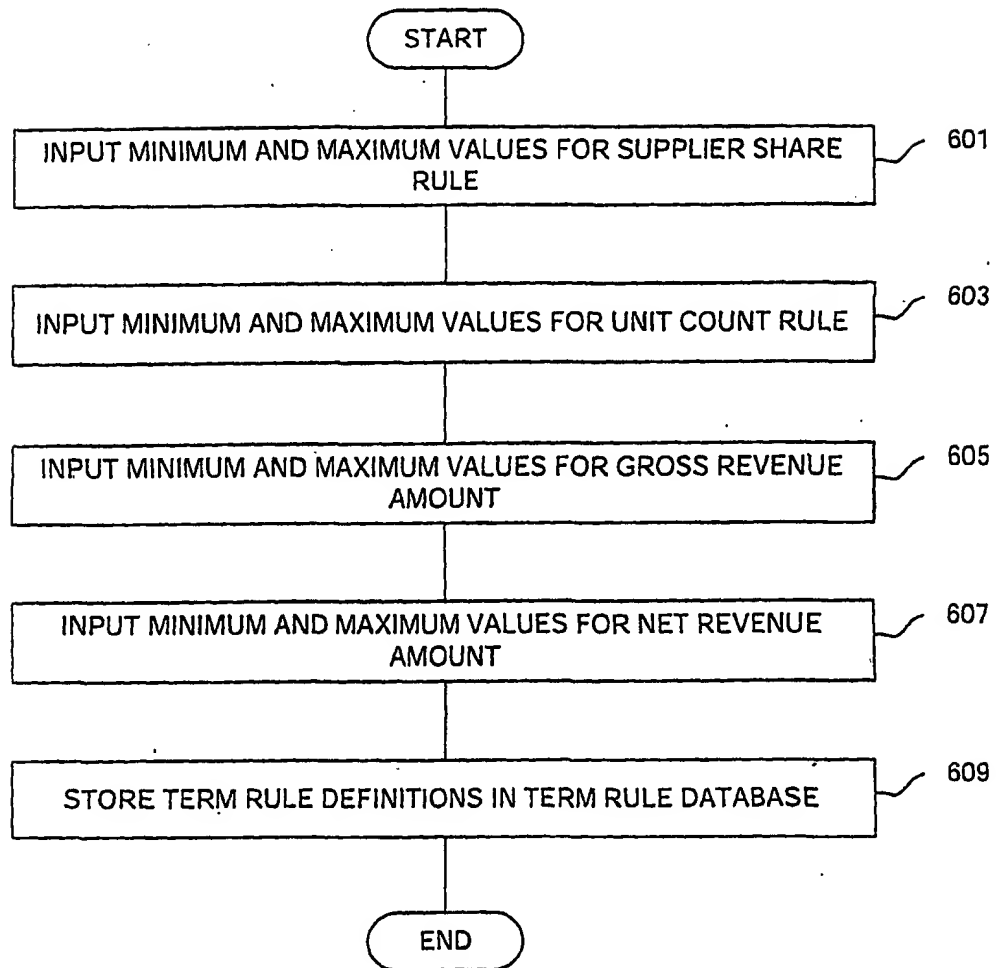 START
INPUT MINIMUM AND MAXIMUM VALUES FOR SUPPLIER SHARE
RULE
601
INPUT MINIMUM AND MAXIMUM VALUES FOR UNIT COUNT RULE
603
INPUT MINIMUM AND MAXIMUM VALUES FOR GROSS REVENUE
AMOUNT
605
INPUT MINIMUM AND MAXIMUM VALUES FOR NET REVENUE
AMOUNT
607
STORE TERM RULE DEFINITIONS IN TERM RULE DATABASE
609
END